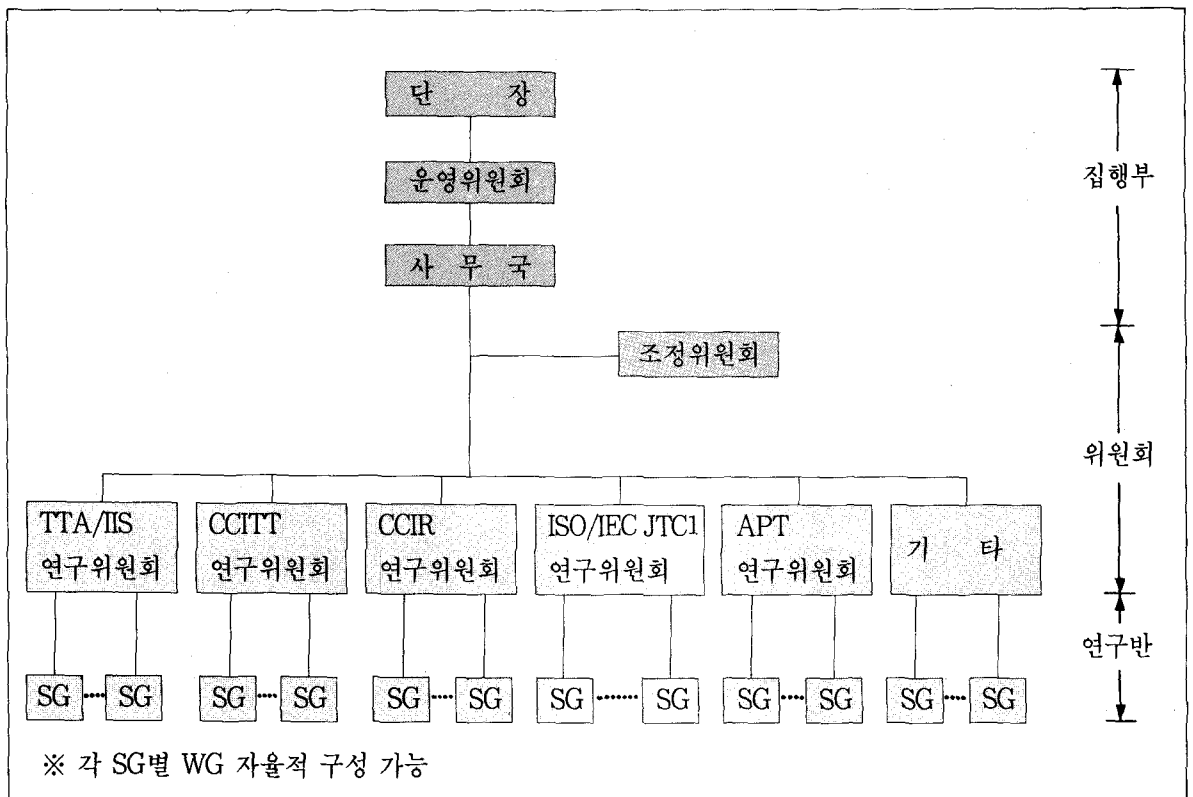 단 장
운영위원회
사 무 국
조정위원회
집행부
위원회
연구반
TTA/IIS
연구위원회
CCITT
연구위원회
CCIR
연구위원회
ISO/IEC JTC1
연구위원회
APT
연구위원회
기 타
SG····SG SG····SG SG····SG SG·······SG SG····SG SG····SG
※ 각 SG별 WG 자율적 구성 가능